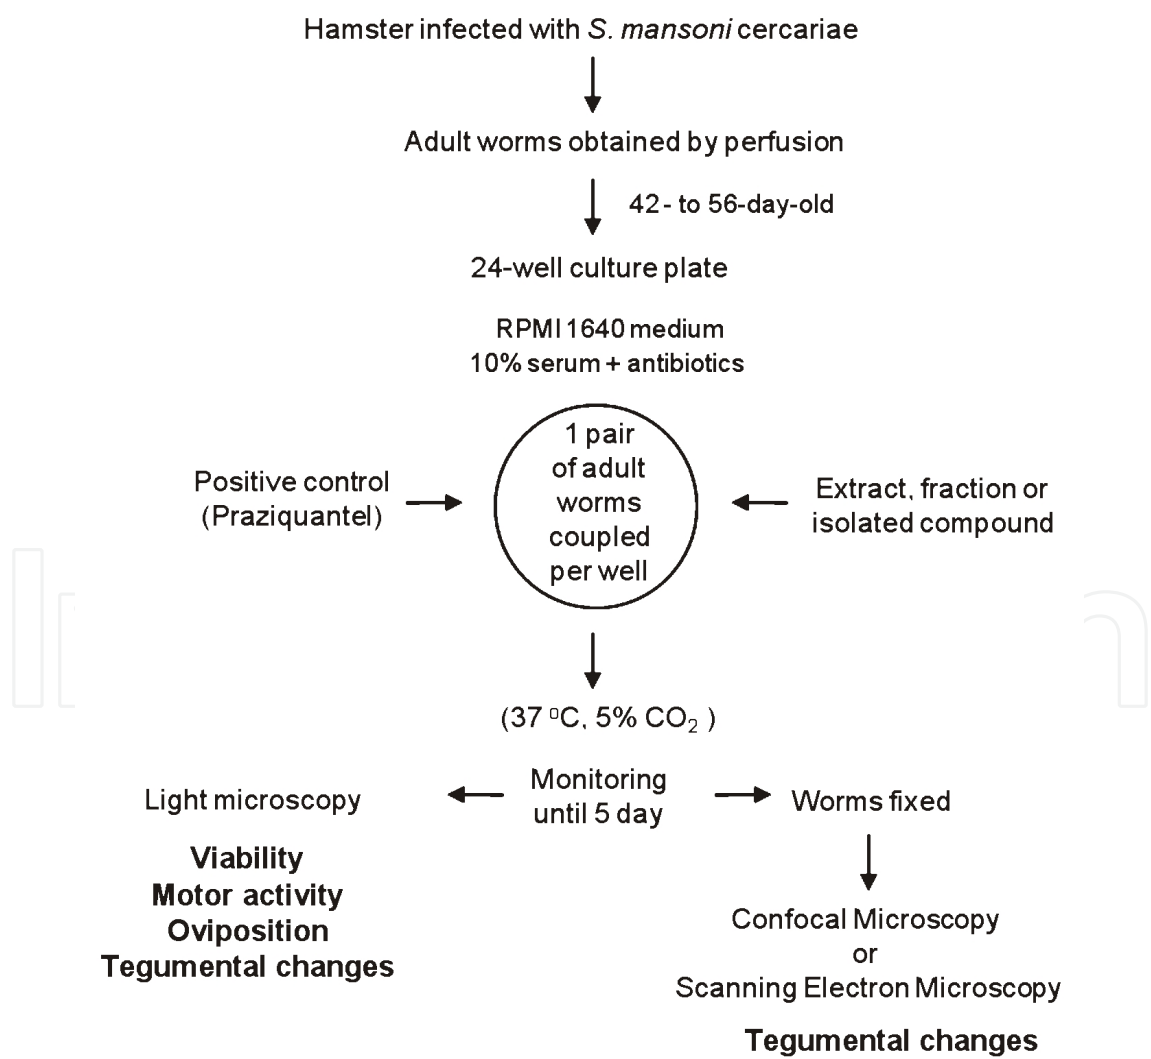 Hamster infected with S. mansoni cercariae
Adult worms obtained by perfusion
42- to 56-day-old
24-well culture plate
RPMI 1640 medium
10% serum + antibiotics
Positive control
(Praziquantel)
1 pair
of adult
worms
coupled
per well
Extract, fraction or
isolated compound
(37 ºC, 5% CO₂ )
Monitoring
until 5 day
Light microscopy
Viability
Motor activity
Oviposition
Tegumental changes
Worms fixed
Confocal Microscopy
or
Scanning Electron Microscopy
Tegumental changes